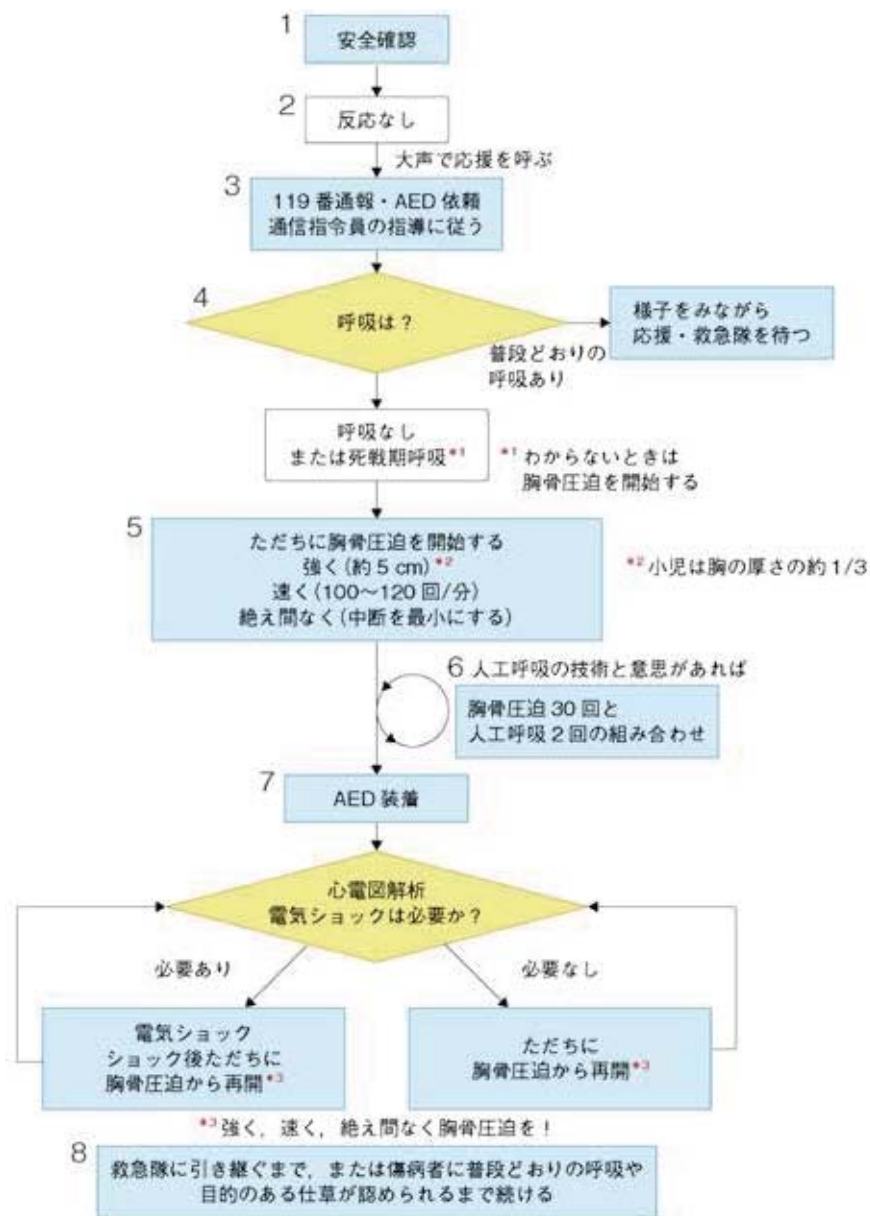 1
安全確認
2
反応なし
大声で応援を呼ぶ
3
119番通報・AED依頼
通信指令員の指導に従う
4
呼吸は?
様子をみながら
応援・救急隊を待つ
普段どおりの
呼吸あり
呼吸なし
または死戦期呼吸*1
*1 わからないときは
胸骨圧迫を開始する
5
ただちに胸骨圧迫を開始する
強く(約5 cm)*2
速く(100〜120回/分)
絶え間なく(中断を最小にする)
*2 小児は胸の厚さの約1/3
6 人工呼吸の技術と意思があれば
胸骨圧迫30回と
人工呼吸2回の組み合わせ
7
AED装着
心電図解析
電気ショックは必要か?
必要あり
必要なし
電気ショック
ショック後ただちに
胸骨圧迫から再開*3
ただちに
胸骨圧迫から再開*3
*3 強く,速く,絶え間なく胸骨圧迫を!
8
救急隊に引き継ぐまで,または傷病者に普段どおりの呼吸や
目的のある仕草が認められるまで続ける